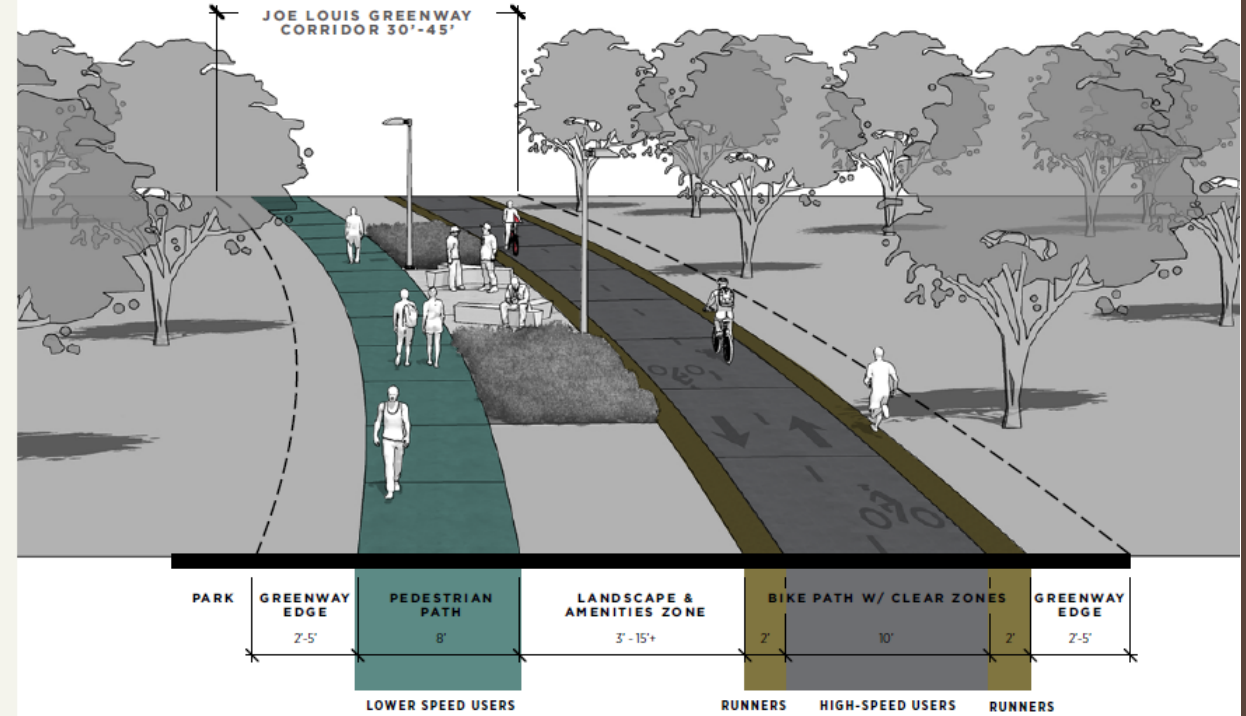 JOE LOUIS GREENWAY
CORRIDOR 30'-45'
PARK
GREENWAY
EDGE
2'-5'
PEDESTRIAN
PATH
8'
LANDSCAPE &
AMENITIES ZONE
3' - 15'+
BIKE PATH W/ CLEAR ZONES
2'
10'
2'
GREENWAY
EDGE
2'-5'
LOWER SPEED USERS
RUNNERS
HIGH-SPEED USERS
RUNNERS